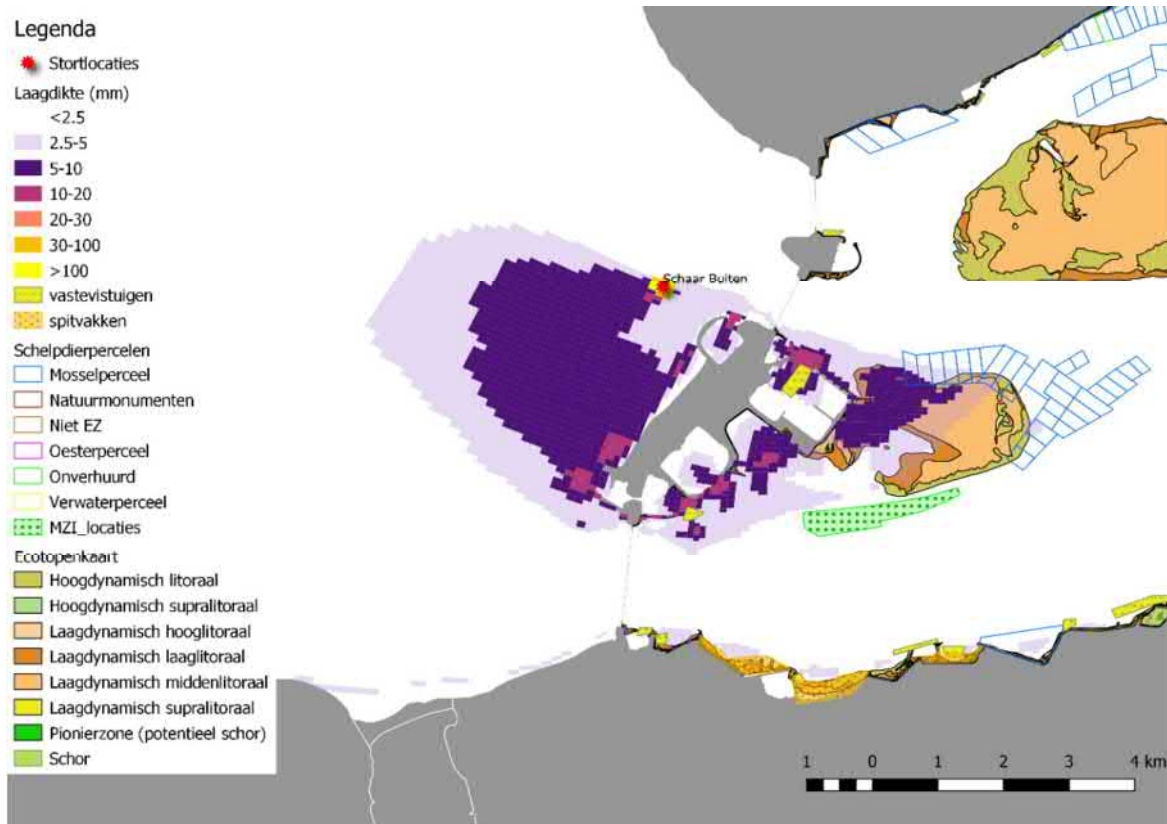 Legenda
Stortlocaties
Laagdikte (mm)
<2.5
2.5-5
5-10
10-20
20-30
30-100
>100
vastevistuigen
spitvakken
Schelpdierpercelen
Mosselperceel
Natuurmonumenten
Niet EZ
Oesterperceel
Onverhuurd
Verwaterperceel
MZI_locaties
Ecotopenkaart
Hoogdynamisch litoraal
Hoogdynamisch supralitoraal
Laagdynamisch hooglitoraal
Laagdynamisch laaglitoraal
Laagdynamisch middenlitoraal
Laagdynamisch supralitoraal
Pionierzone (potentieel schor)
Schor
Schaar Buiten
1 0 1 2 3 4 km